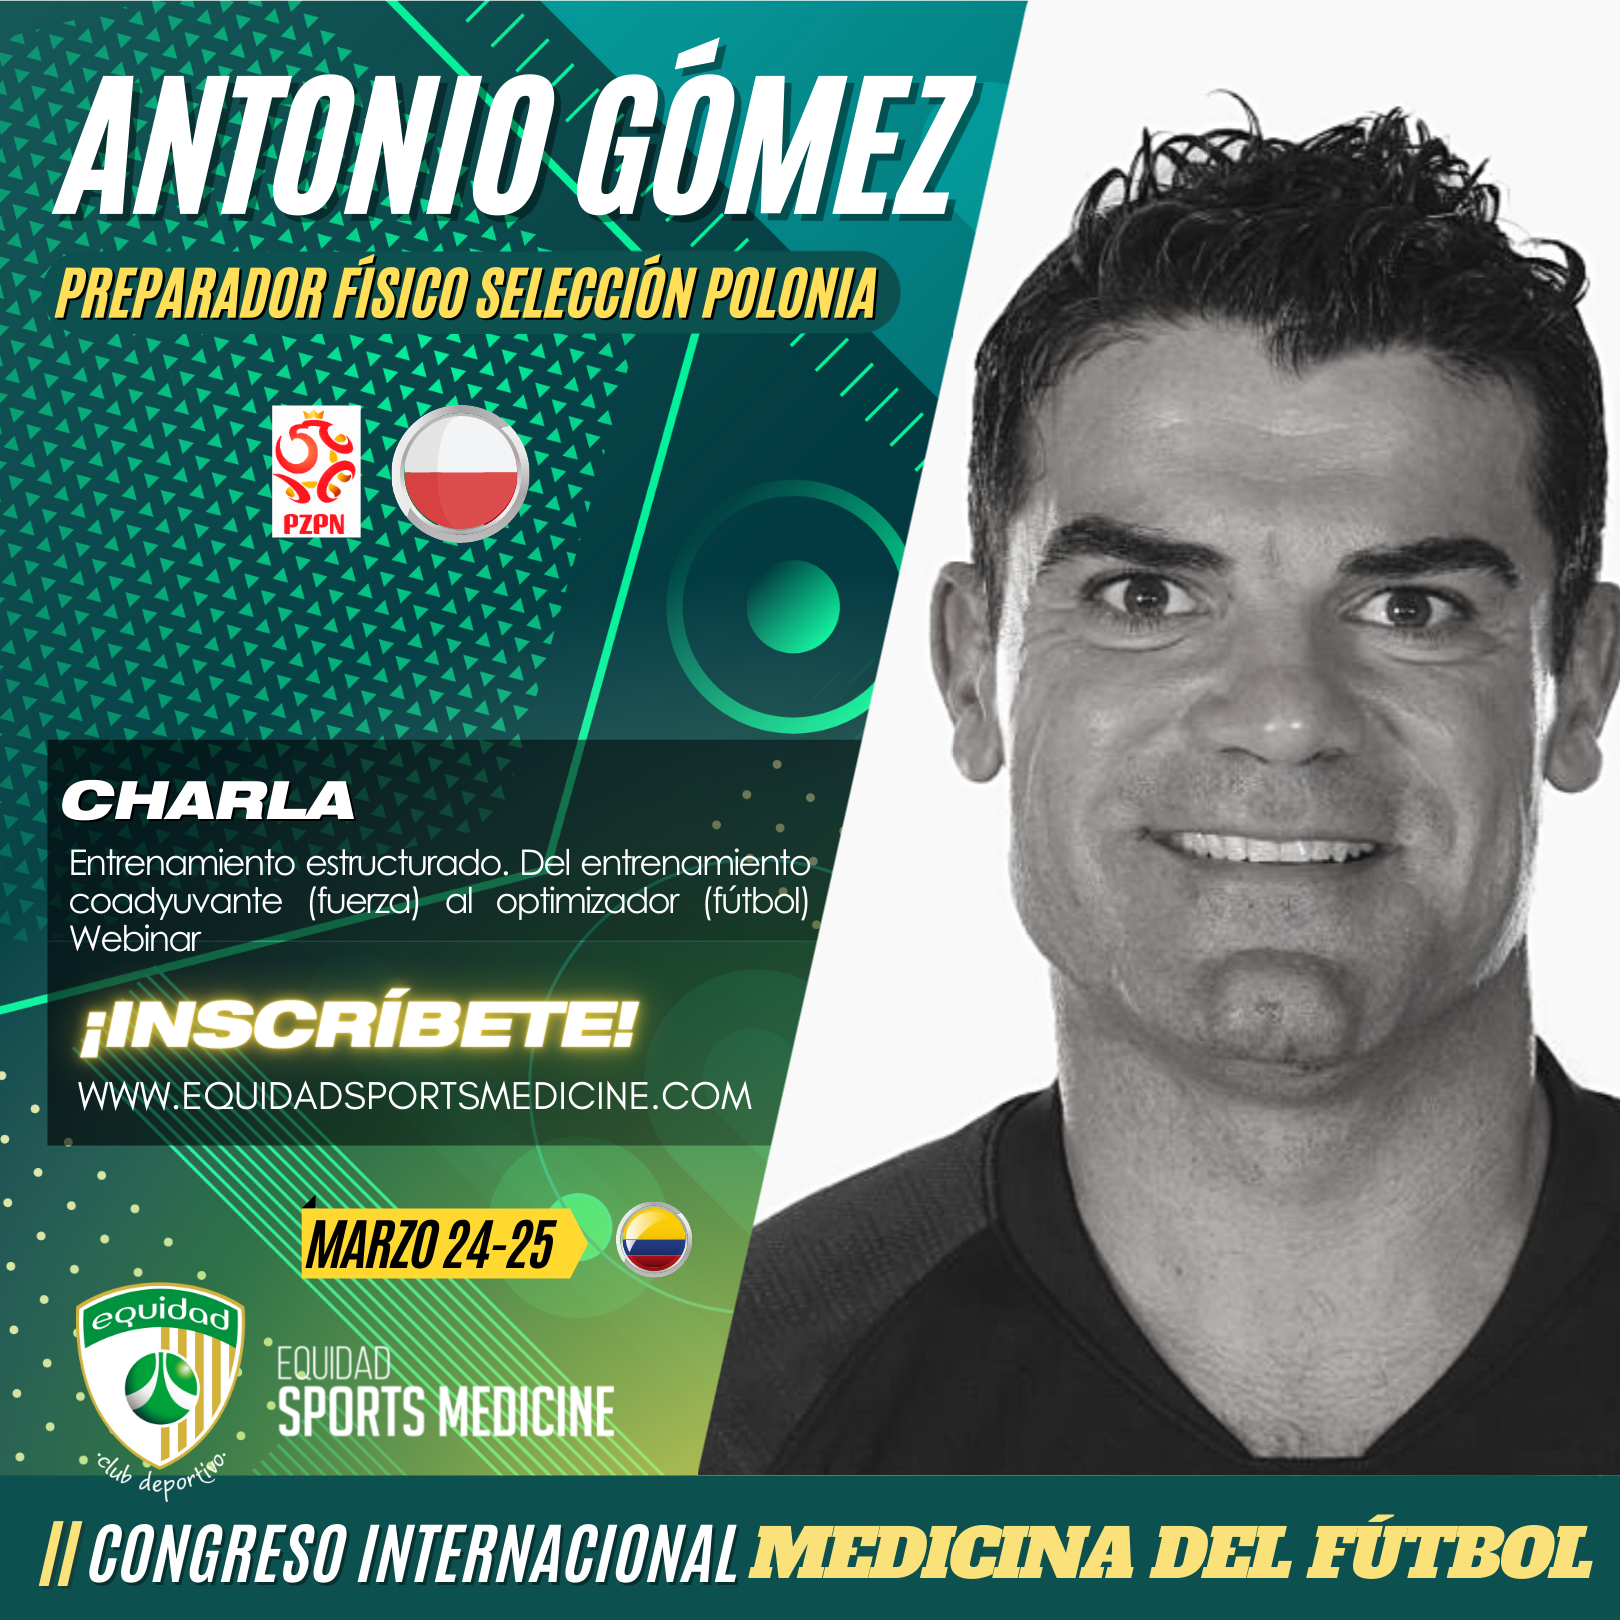 ANTONIO GÓMEZ
PREPARADOR FÍSICO SELECCIÓN POLONIA
PZPN
CHARLA
Entrenamiento estructurado. Del entrenamiento
coadyuvante (fuerza) al optimizador (fútbol)
Webinar
¡INSCRÍBETE!
WWW.EQUIDADSPORTSMEDICINE.COM
MARZO 24-25
equidad
·club deportivo·
EQUIDAD
SPORTS MEDICINE
II CONGRESO INTERNACIONAL MEDICINA DEL FÚTBOL